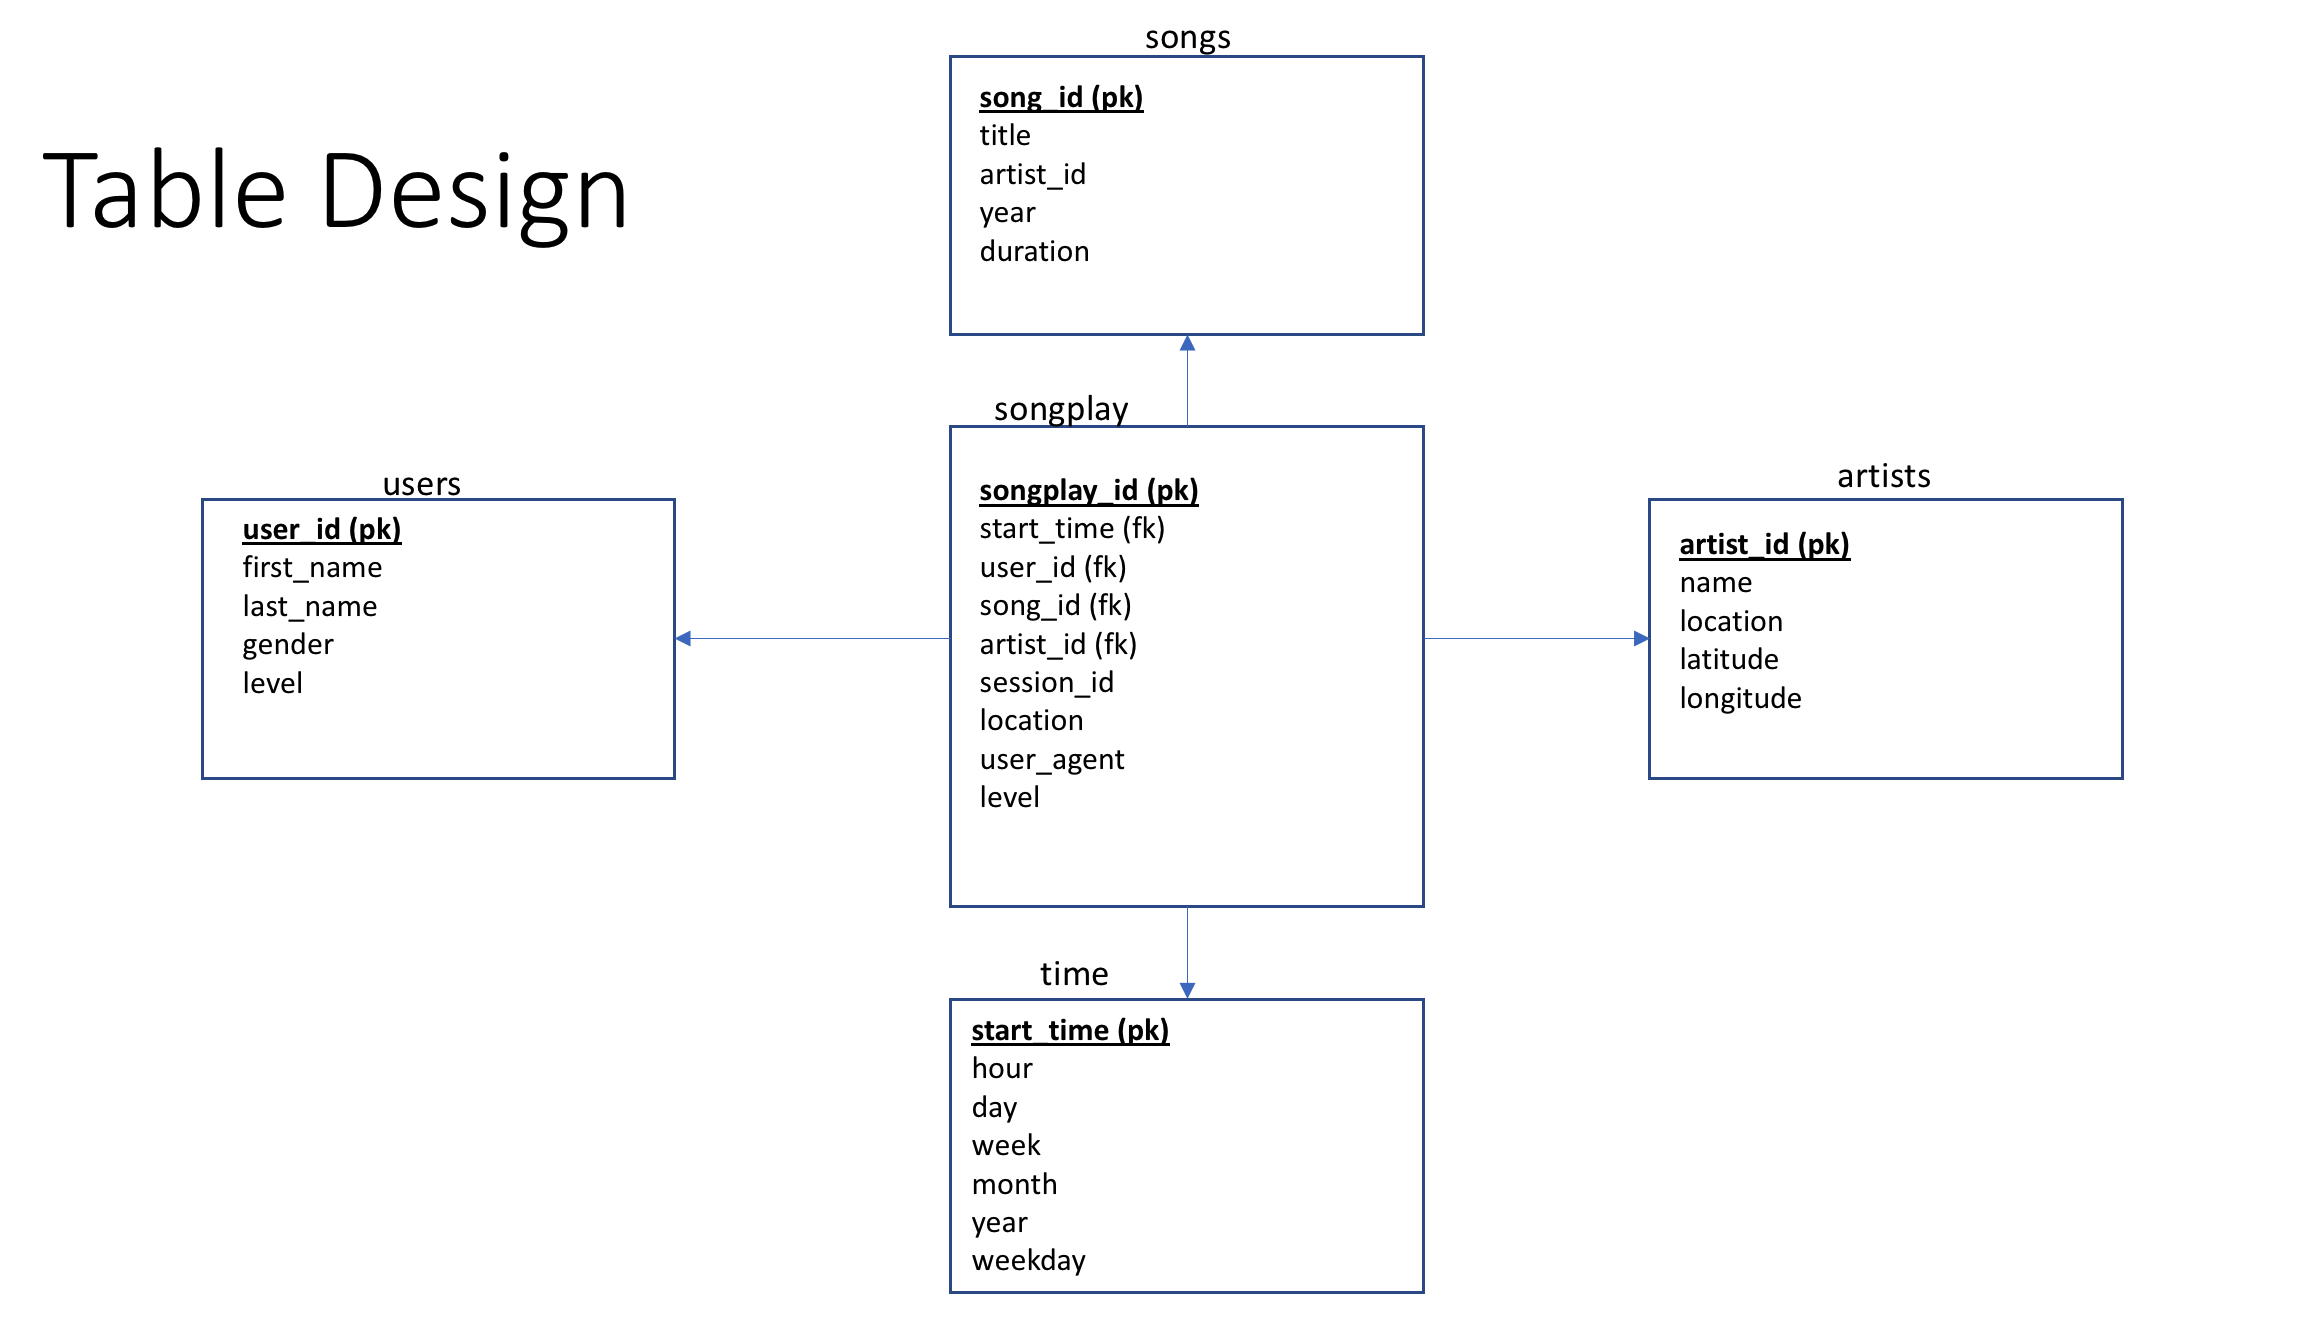 Table Design
songs
song_id (pk)
title
artist_id
year
duration
songplay
songplay_id (pk)
start_time (fk)
user_id (fk)
song_id (fk)
artist_id (fk)
session_id
location
user_agent
level
users
user_id (pk)
first_name
last_name
gender
level
artists
artist_id (pk)
name
location
latitude
longitude
time
start_time (pk)
hour
day
week
month
year
weekday